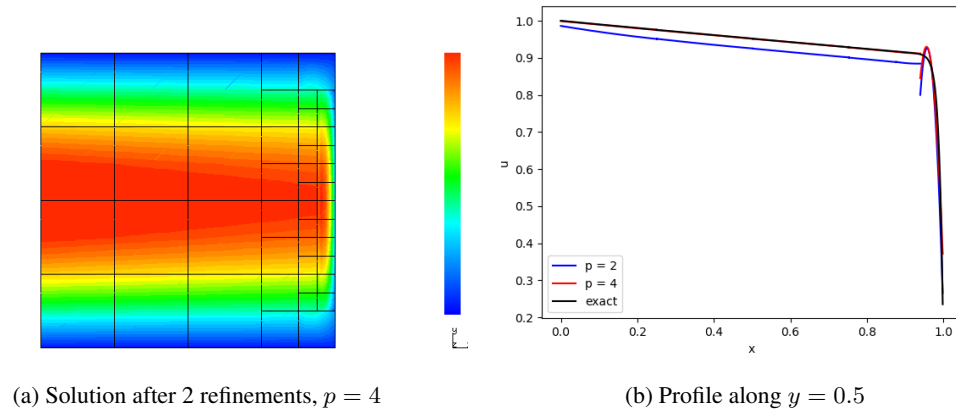 1.0
0.9
0.8
0.7
0.6
0.5
0.4
0.3
0.2
u
p = 2
p = 4
exact
0.0 0.2 0.4 0.6 0.8 1.0
x
(a) Solution after 2 refinements, p = 4
(b) Profile along y = 0.5